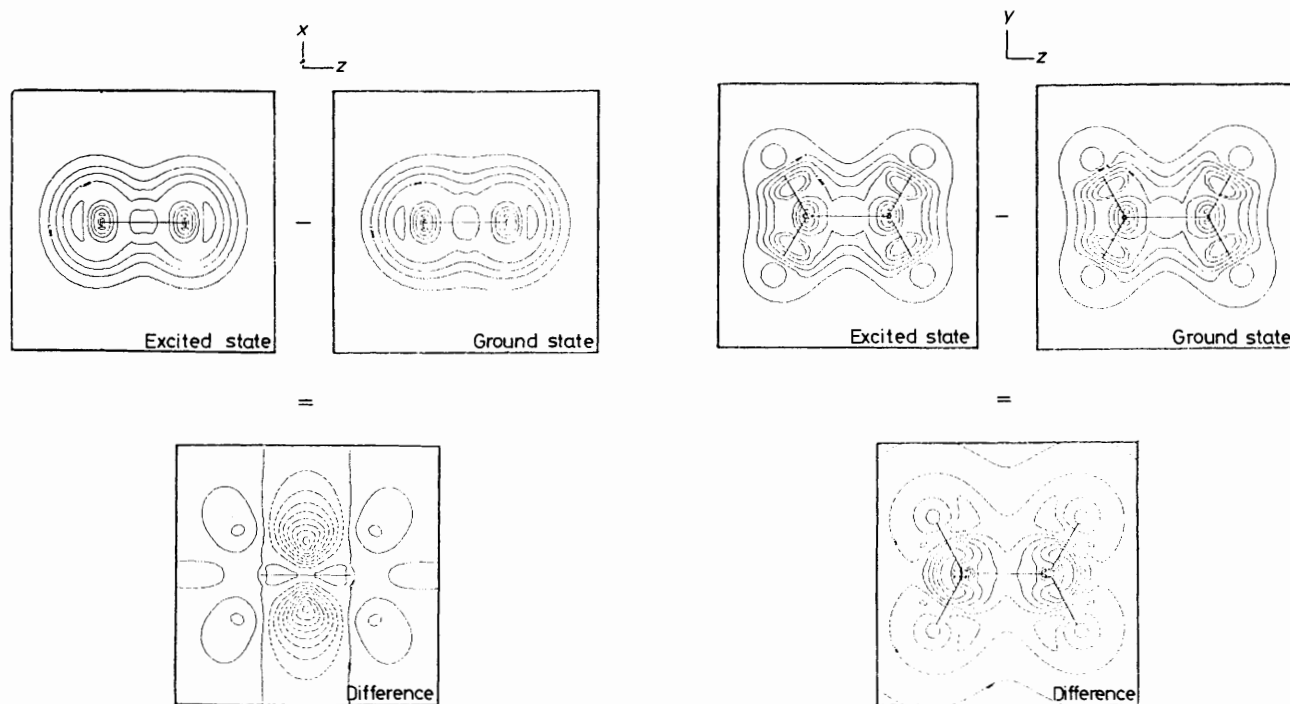 x
z
y
z
Excited state
−
Ground state
Excited state
−
Ground state
=
=
Difference
Difference